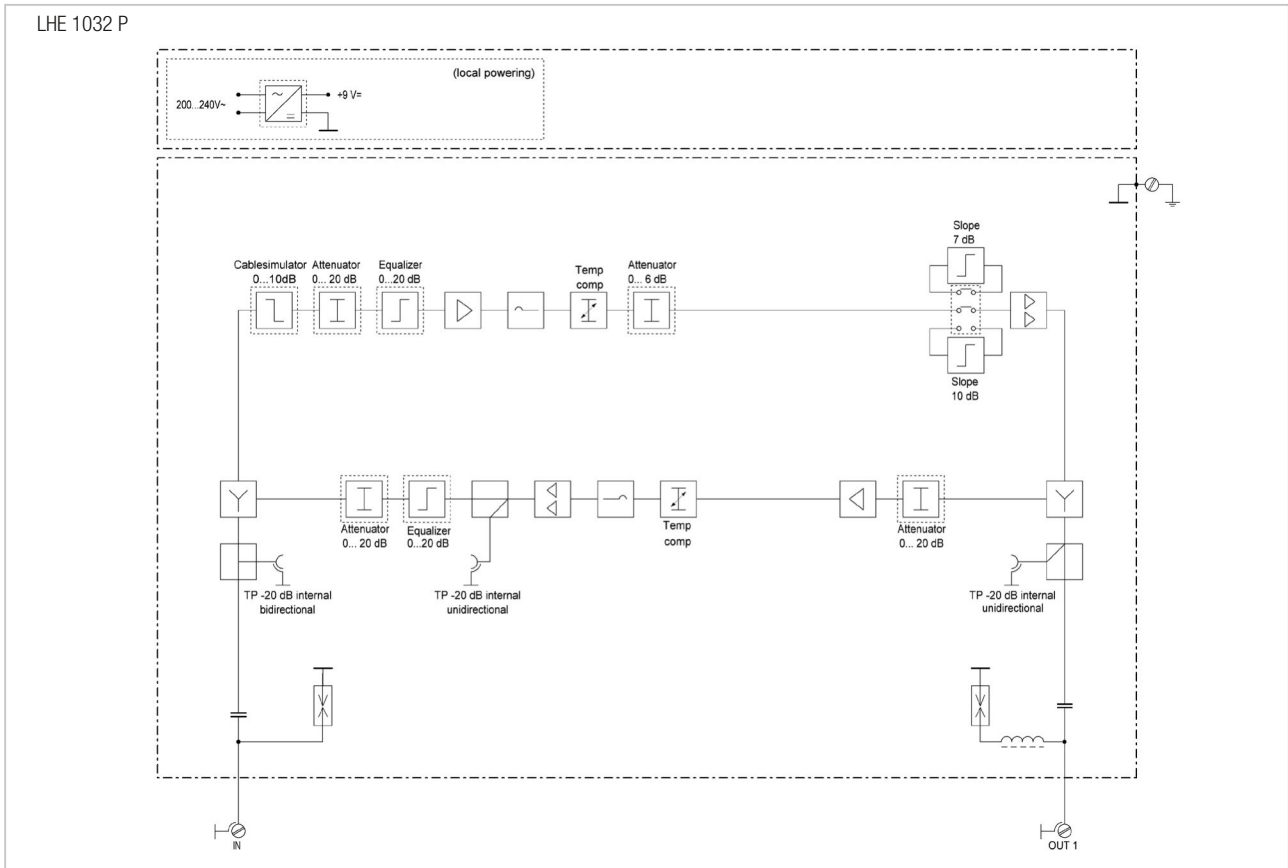 LHE 1032 P
(local powering)
200...240V~
+9 V=
Slope
7 dB
Cablesimulator
0...10dB
Attenuator
0... 20 dB
Equalizer
0...20 dB
Temp
comp
Attenuator
0... 6 dB
Slope
10 dB
Attenuator
0... 20 dB
Equalizer
0...20 dB
Temp
comp
Attenuator
0... 20 dB
TP -20 dB internal
bidirectional
TP -20 dB internal
unidirectional
TP -20 dB internal
unidirectional
IN
OUT 1